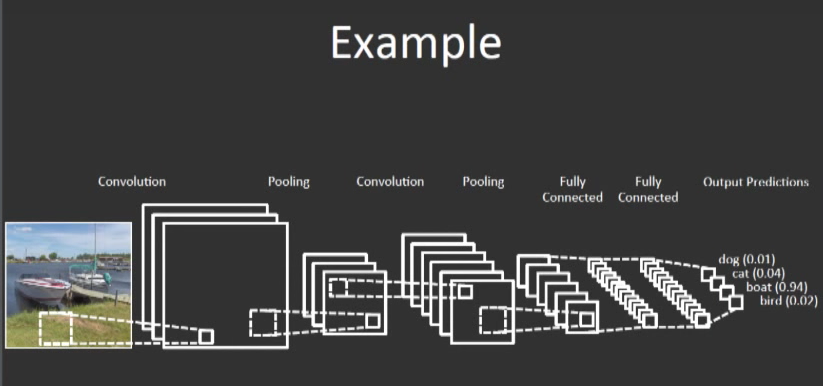 Example
Convolution
Pooling
Convolution
Pooling
Fully
Connected
Fully
Connected
Output Predictions
dog (0.01)
cat (0.04)
boat (0.94)
bird (0.02)